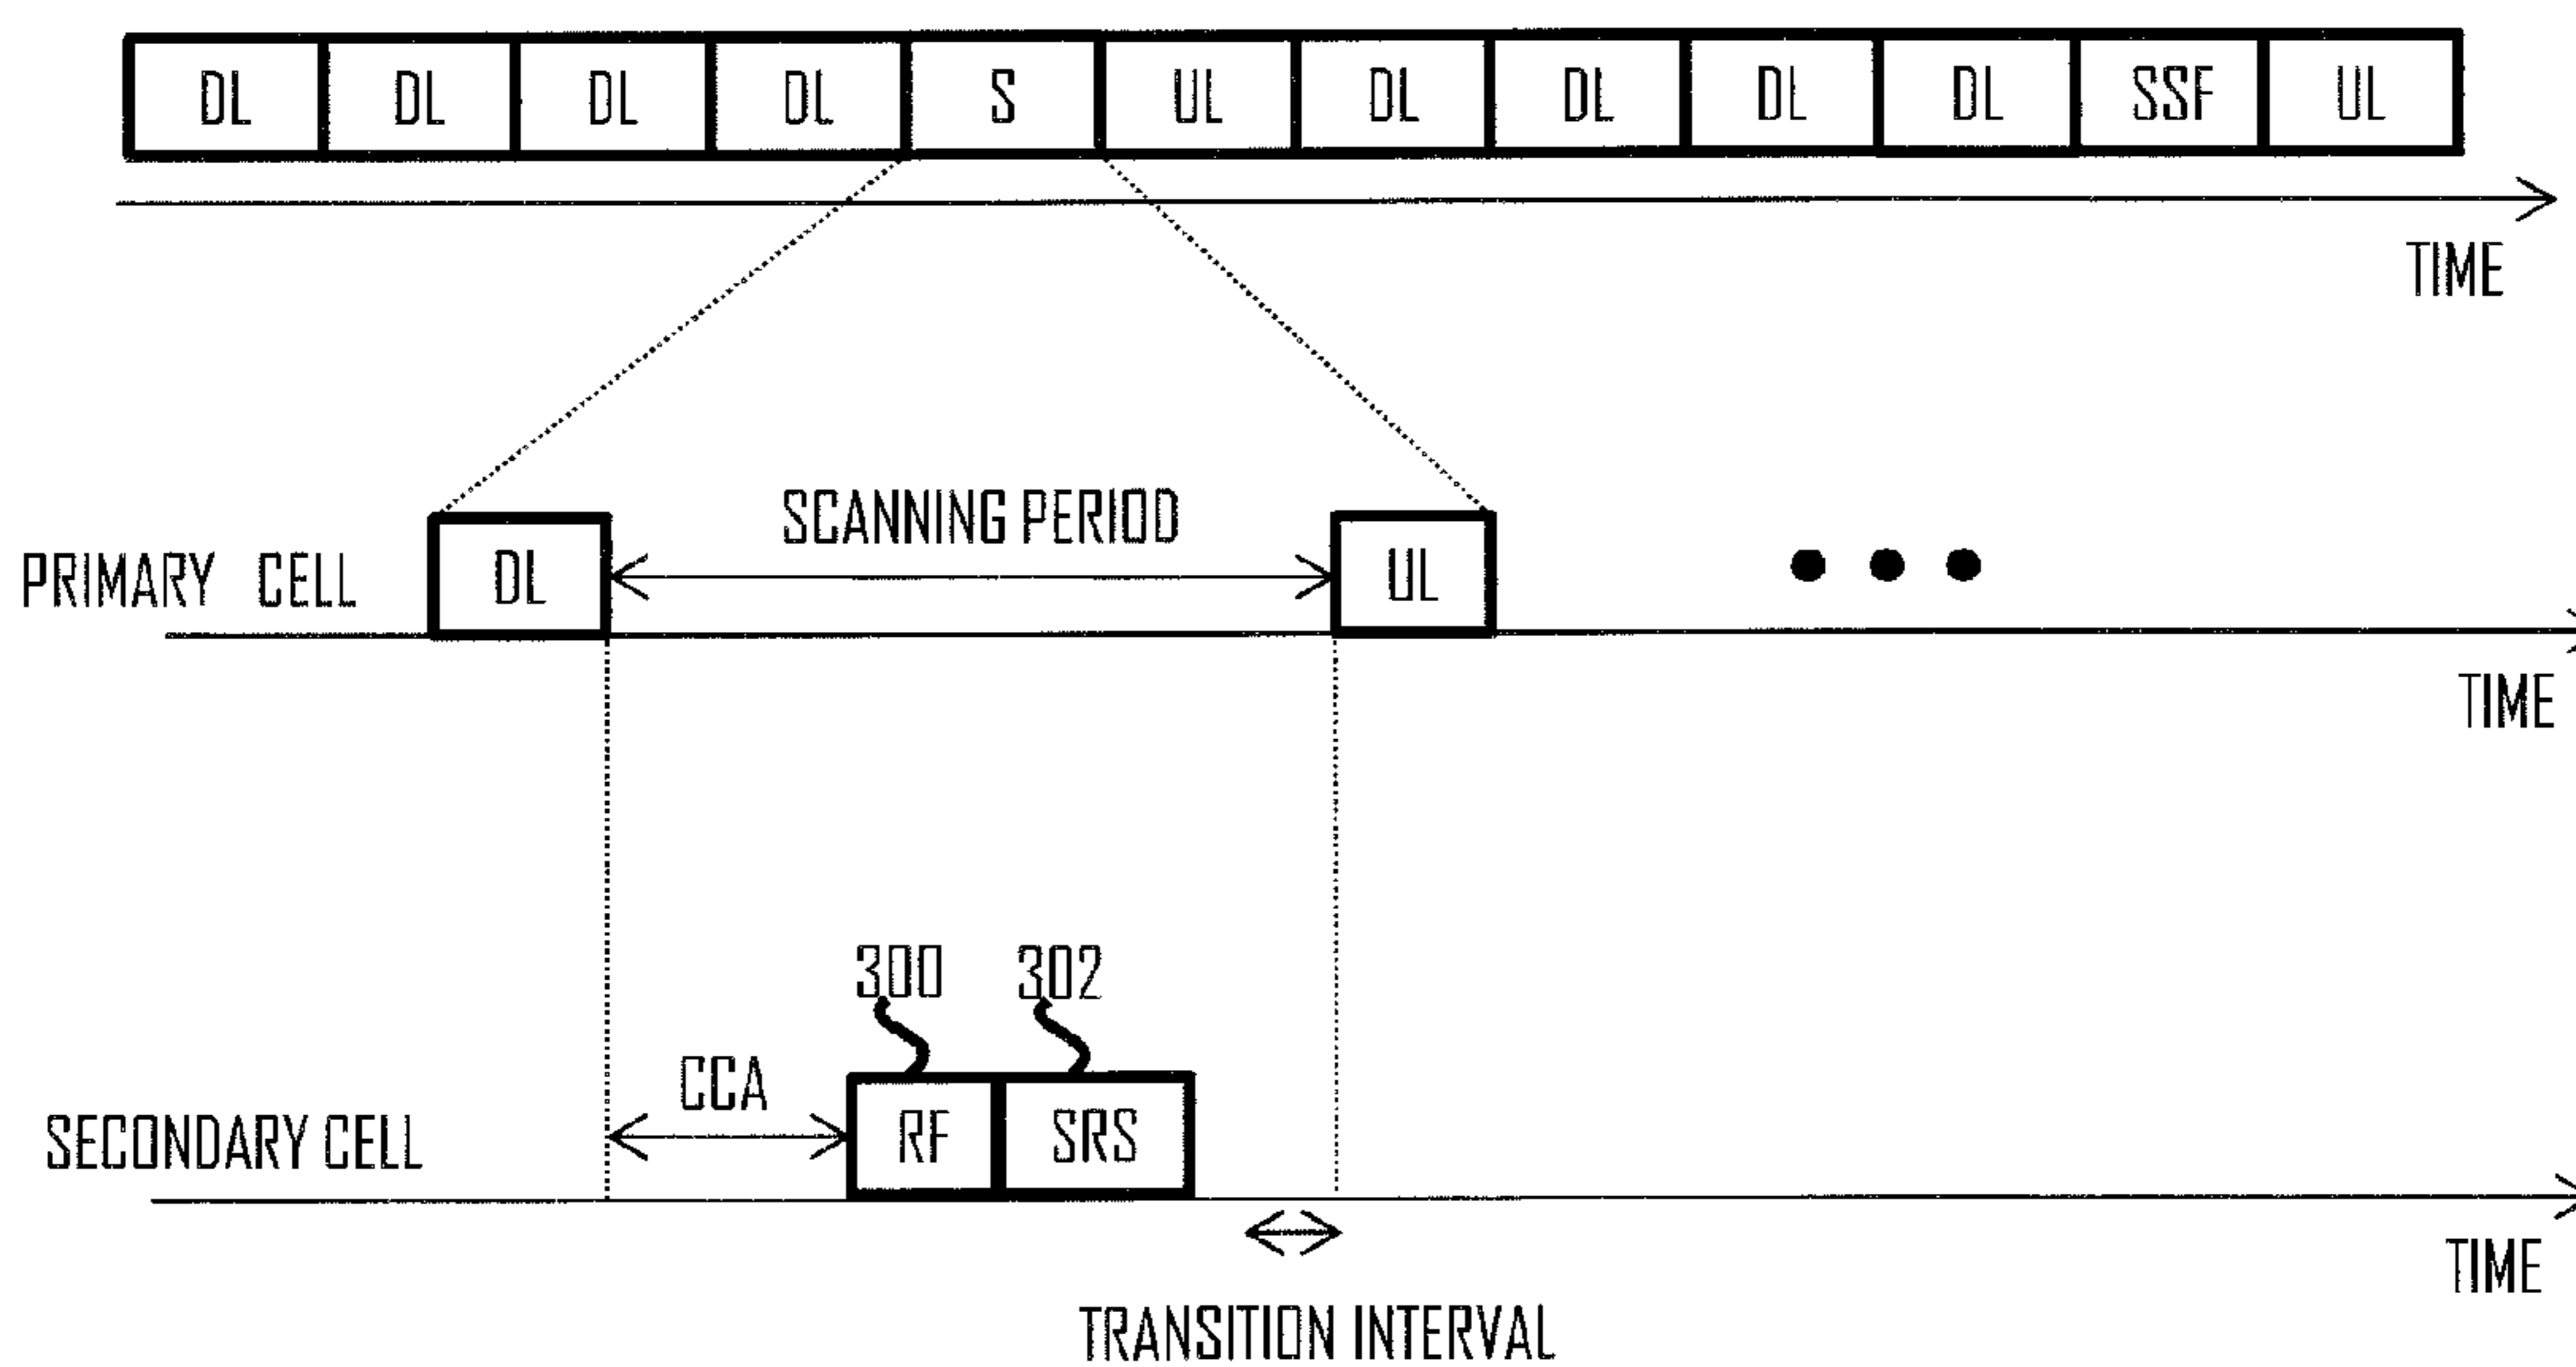 DL DL DL DL S UL DL DL DL DL SSF UL
TIME
SCANNING PERIOD
PRIMARY CELL DL UL
TIME
300 302
CCA
SECONDARY CELL RF SRS
TIME
TRANSITION INTERVAL